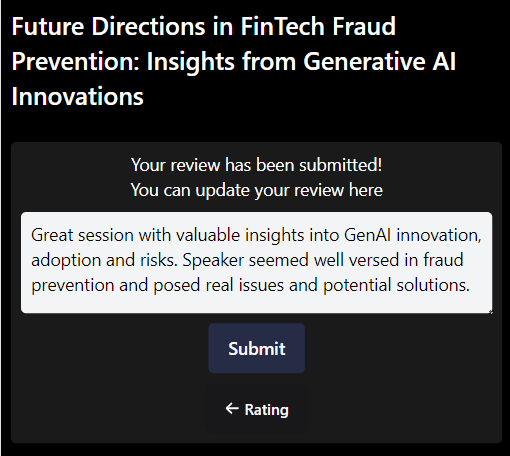 Future Directions in FinTech Fraud
Prevention: Insights from Generative AI
Innovations
Your review has been submitted!
You can update your review here
Great session with valuable insights into GenAI innovation,
adoption and risks. Speaker seemed well versed in fraud
prevention and posed real issues and potential solutions.
Submit
← Rating